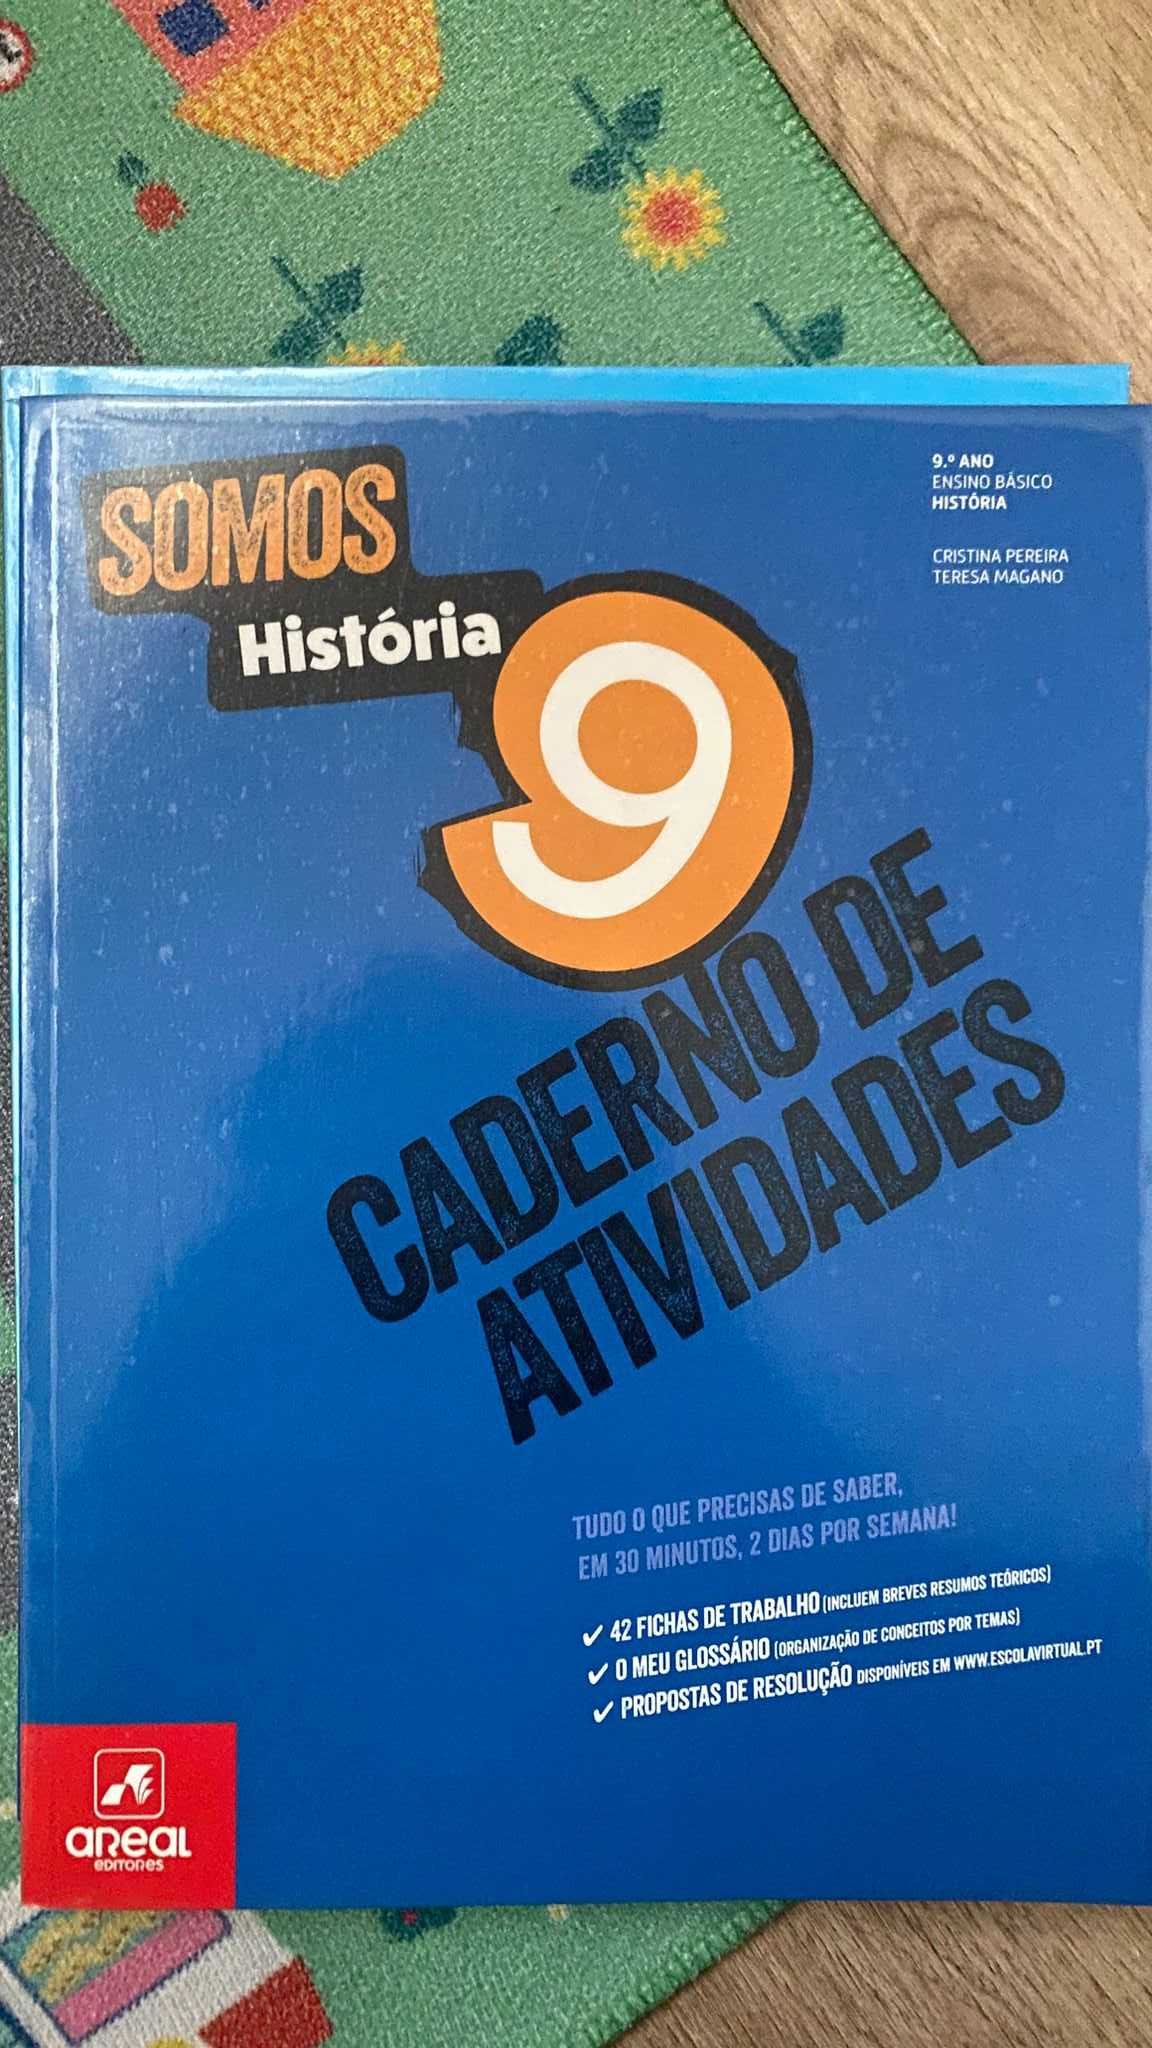 SOMOS
História
9
9.º ANO
ENSINO BÁSICO
HISTÓRIA
CRISTINA PEREIRA
TERESA MAGANO
CADERNO DE
ATIVIDADES
TUDO O QUE PRECISAS DE SABER,
EM 30 MINUTOS, 2 DIAS POR SEMANA!
✓ 42 FICHAS DE TRABALHO (INCLUEM BREVES RESUMOS TEÓRICOS)
✓ O MEU GLOSSÁRIO (ORGANIZAÇÃO DE CONCEITOS POR TEMAS)
✓ PROPOSTAS DE RESOLUÇÃO DISPONÍVEIS EM WWW.ESCOLAVIRTUAL.PT
areal
EDITORES